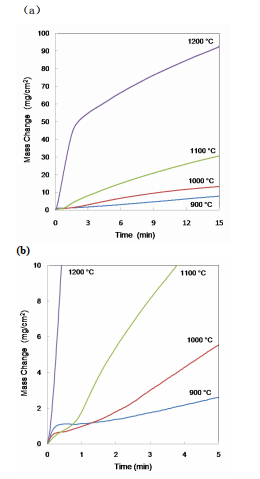 (a)
100
90
80
70
60
50
40
30
20
10
0
Mass Change (mg/cm²)
1200 °C
1100 °C
1000 °C
900 °C
0 3 6 9 12 15
Time (min)
(b)
10
8
6
4
2
0
Mass Change (mg/cm²)
1200 °C
1100 °C
1000 °C
900 °C
0 1 2 3 4 5
Time (min)